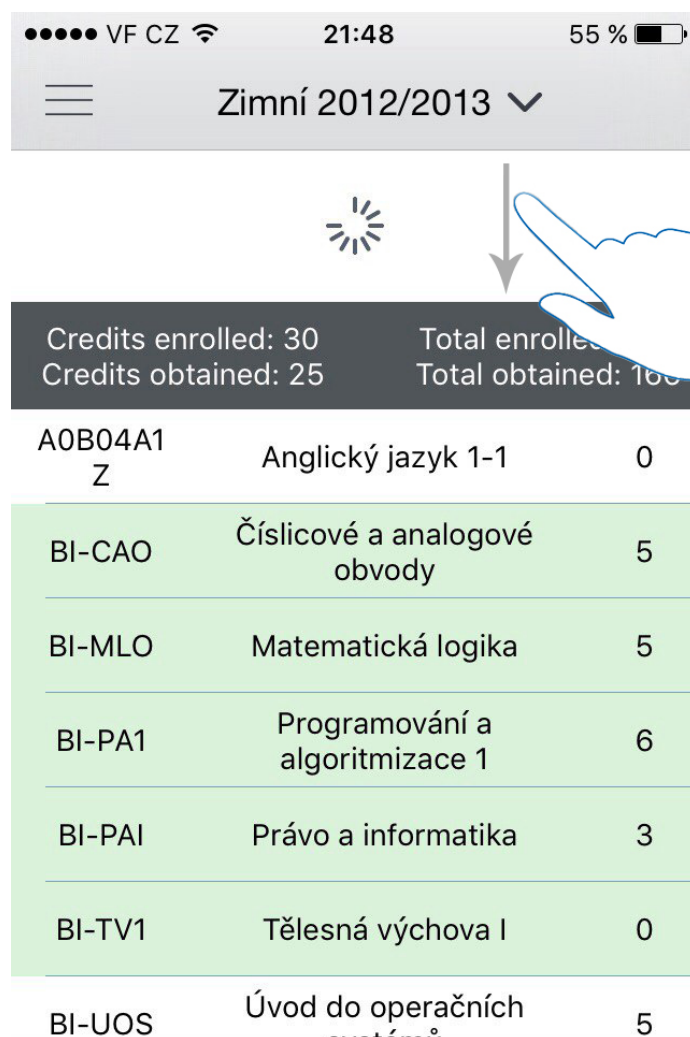 VF CZ 21:48 55 %
Zimní 2012/2013
Credits enrolled: 30 Total
Credits obtained: 25 Total obtained:
A0B04A1
Z
Anglický jazyk 1-1 0
BI-CAO Číslicové a analogové
obvody 5
BI-MLO Matematická logika 5
BI-PA1 Programování a
algoritmizace 1 6
BI-PAI Právo a informatika 3
BI-TV1 Tělesná výchova I 0
BI-UOS Úvod do operačních
5